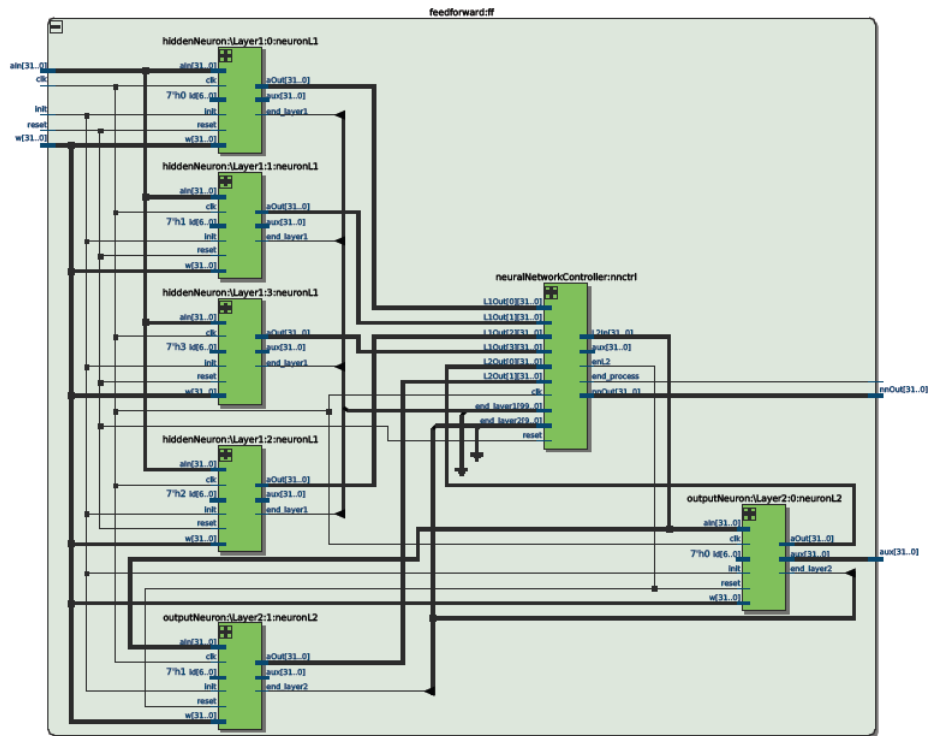 feedforward:ff
hiddenNeuron:\Layer1:0:neuronL1
aIn[31..0]
clk
init
reset
w[31..0]
aIn[31..0]
clk
7'h0 id[6..0]
init
reset
w[31..0]
aOut[31..0]
aux[31..0]
end_layer1
hiddenNeuron:\Layer1:1:neuronL1
aIn[31..0]
clk
7'h1 id[6..0]
init
reset
w[31..0]
aOut[31..0]
aux[31..0]
end_layer1
hiddenNeuron:\Layer1:3:neuronL1
aIn[31..0]
clk
7'h3 id[6..0]
init
reset
w[31..0]
aOut[31..0]
aux[31..0]
end_layer1
neuralNetworkController:nnctrl
L1Out[0][31..0]
L1Out[1][31..0]
L1Out[2][31..0]
L1Out[3][31..0]
L2Out[0][31..0]
L2Out[1][31..0]
clk
end_layer1[99..0]
end_layer2[9..0]
reset
L2In[31..0]
aux[31..0]
enL2
end_process
nnOut[31..0]
nnOut[31..0]
hiddenNeuron:\Layer1:2:neuronL1
aIn[31..0]
clk
7'h2 id[6..0]
init
reset
w[31..0]
aOut[31..0]
aux[31..0]
end_layer1
outputNeuron:\Layer2:0:neuronL2
aIn[31..0]
clk
7'h0 id[6..0]
init
reset
w[31..0]
aOut[31..0]
aux[31..0]
end_layer2
aux[31..0]
outputNeuron:\Layer2:1:neuronL2
aIn[31..0]
clk
7'h1 id[6..0]
init
reset
w[31..0]
aOut[31..0]
aux[31..0]
end_layer2